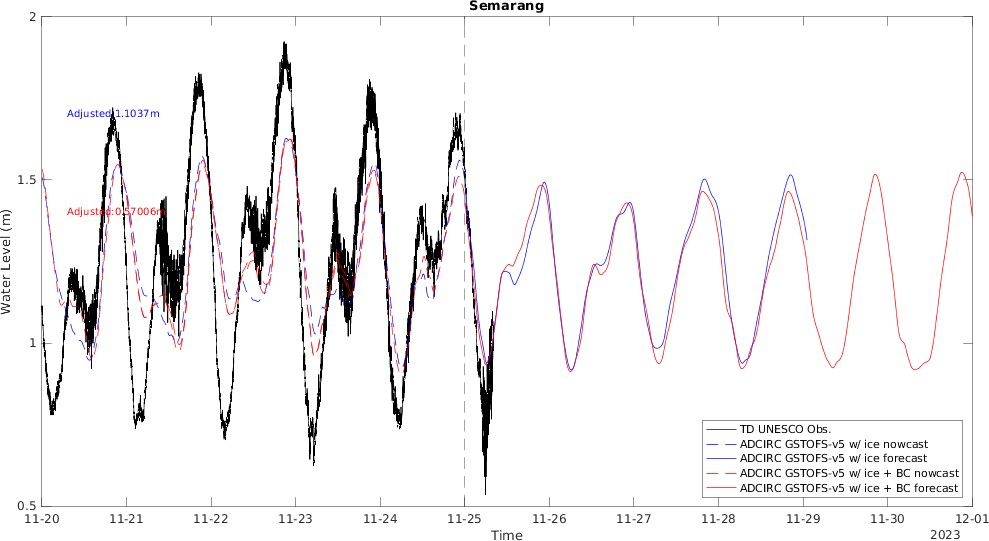 Semarang
Water Level (m)
2
1.5
1
0.5
Adjusted:1.1037m
Adjusted:0.57006m
TD UNESCO Obs.
ADCIRC GSTOFS-v5 w/ ice nowcast
ADCIRC GSTOFS-v5 w/ ice forecast
ADCIRC GSTOFS-v5 w/ ice + BC nowcast
ADCIRC GSTOFS-v5 w/ ice + BC forecast
11-20 11-21 11-22 11-23 11-24 11-25 11-26 11-27 11-28 11-29 11-30 12-01
Time
2023